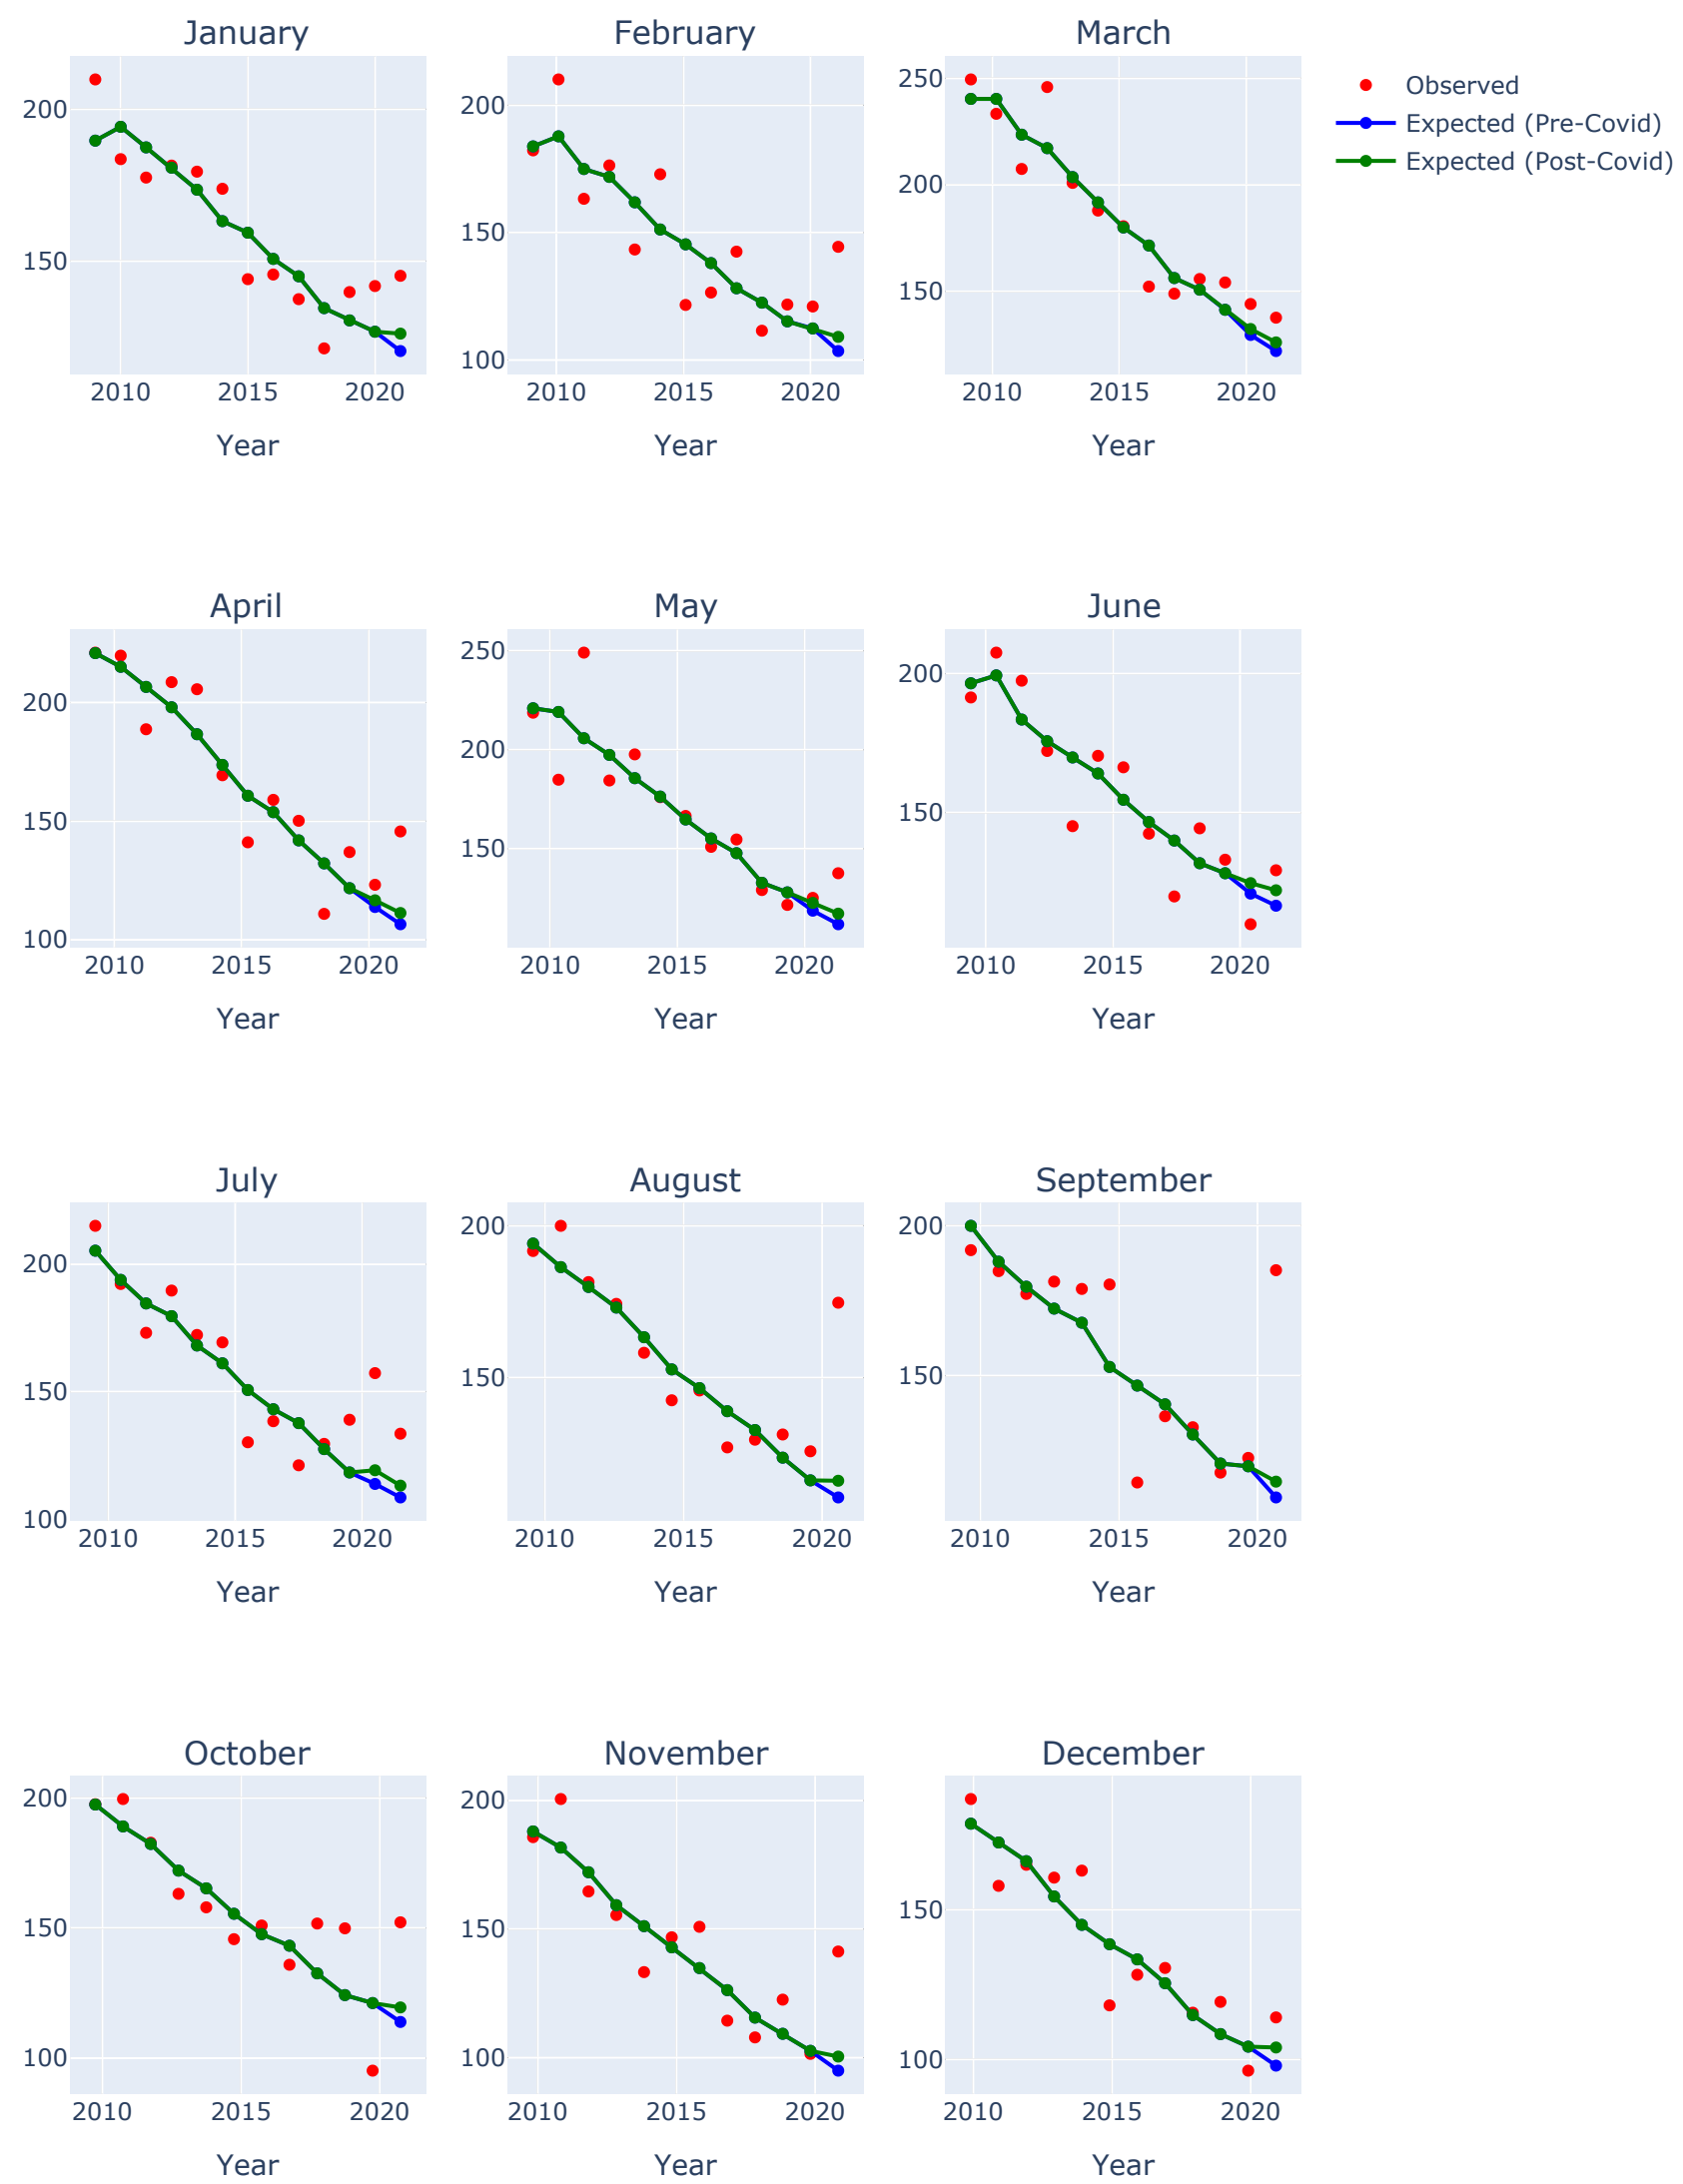 January
February
March
200
150
2010
2015
2020
Year
200
150
100
2010
2015
2020
Year
250
200
150
2010
2015
2020
Year
Observed
Expected (Pre-Covid)
Expected (Post-Covid)
April
May
June
200
150
100
2010
2015
2020
Year
250
200
150
2010
2015
2020
Year
200
150
2010
2015
2020
Year
July
August
September
200
150
100
2010
2015
2020
Year
200
150
2010
2015
2020
Year
200
150
2010
2015
2020
Year
October
November
December
200
150
100
2010
2015
2020
Year
200
150
100
2010
2015
2020
Year
150
100
2010
2015
2020
Year